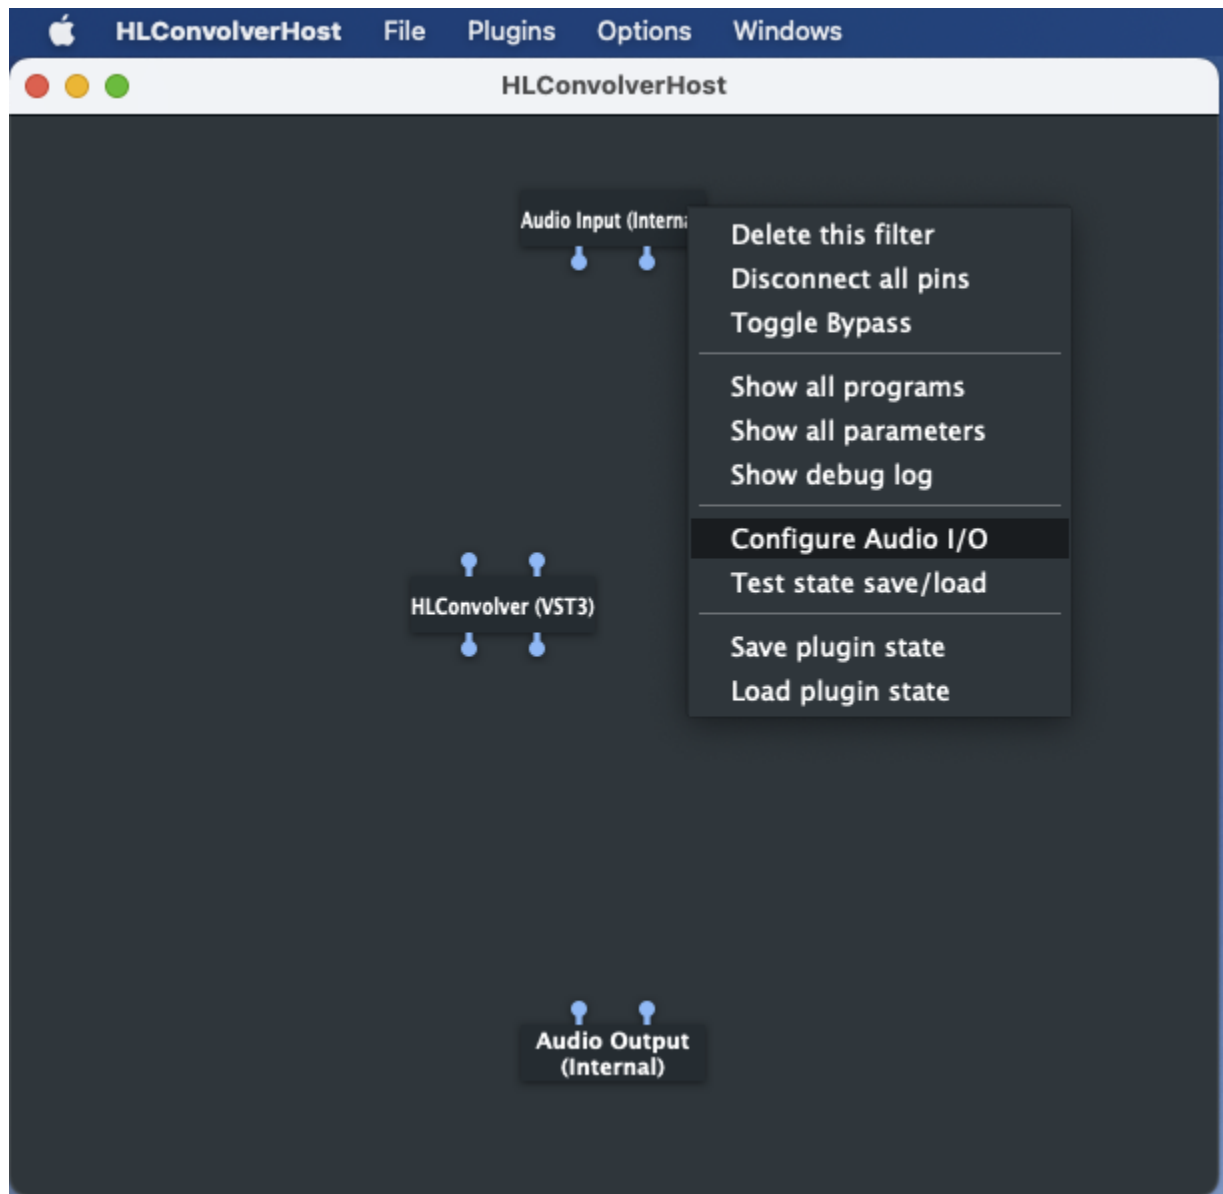 HLConvolverHost File Plugins Options Windows
HLConvolverHost
Audio Input (Interna
Delete this filter
Disconnect all pins
Toggle Bypass
Show all programs
Show all parameters
Show debug log
Configure Audio I/O
Test state save/load
Save plugin state
Load plugin state
HLConvolver (VST3)
Audio Output
(Internal)